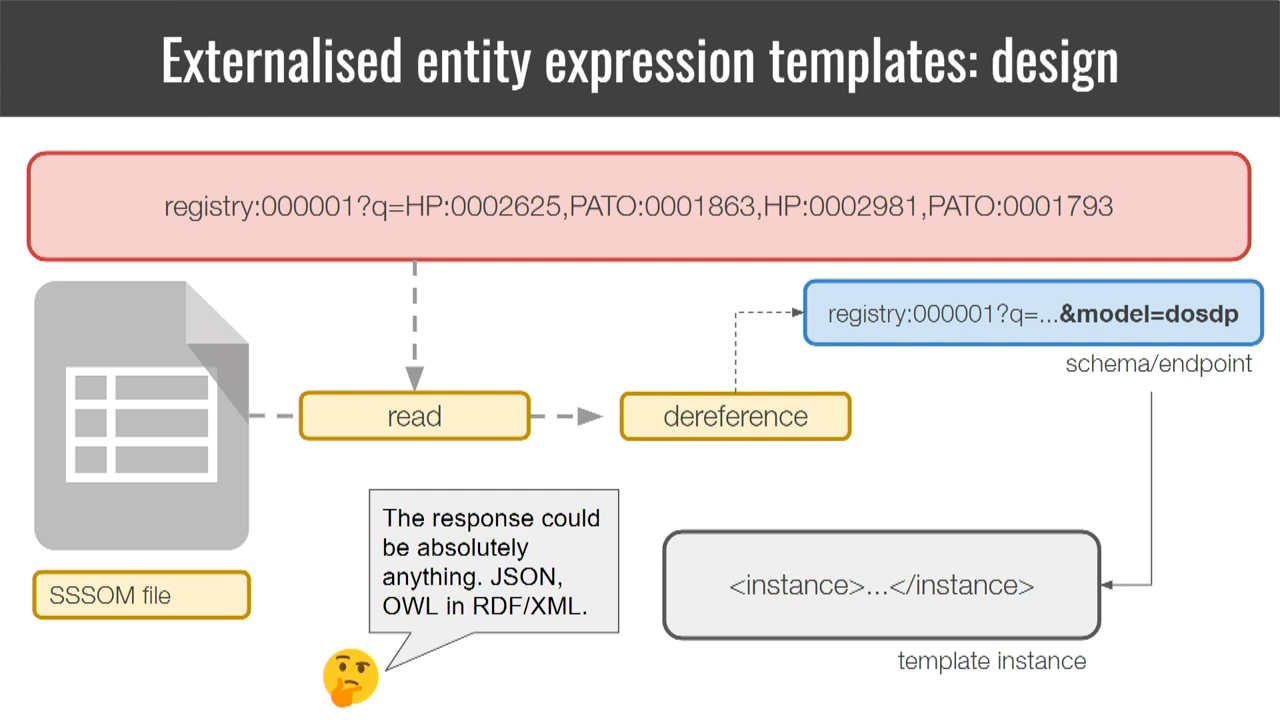 Externalised entity expression templates: design
registry:000001?q=HP:0002625,PATO:0001863,HP:0002981,PATO:0001793
registry:000001?q=...&model=dosdp
schema/endpoint
read
dereference
The response could
be absolutely
anything. JSON,
OWL in RDF/XML.
<instance>...</instance>
SSSOM file
template instance